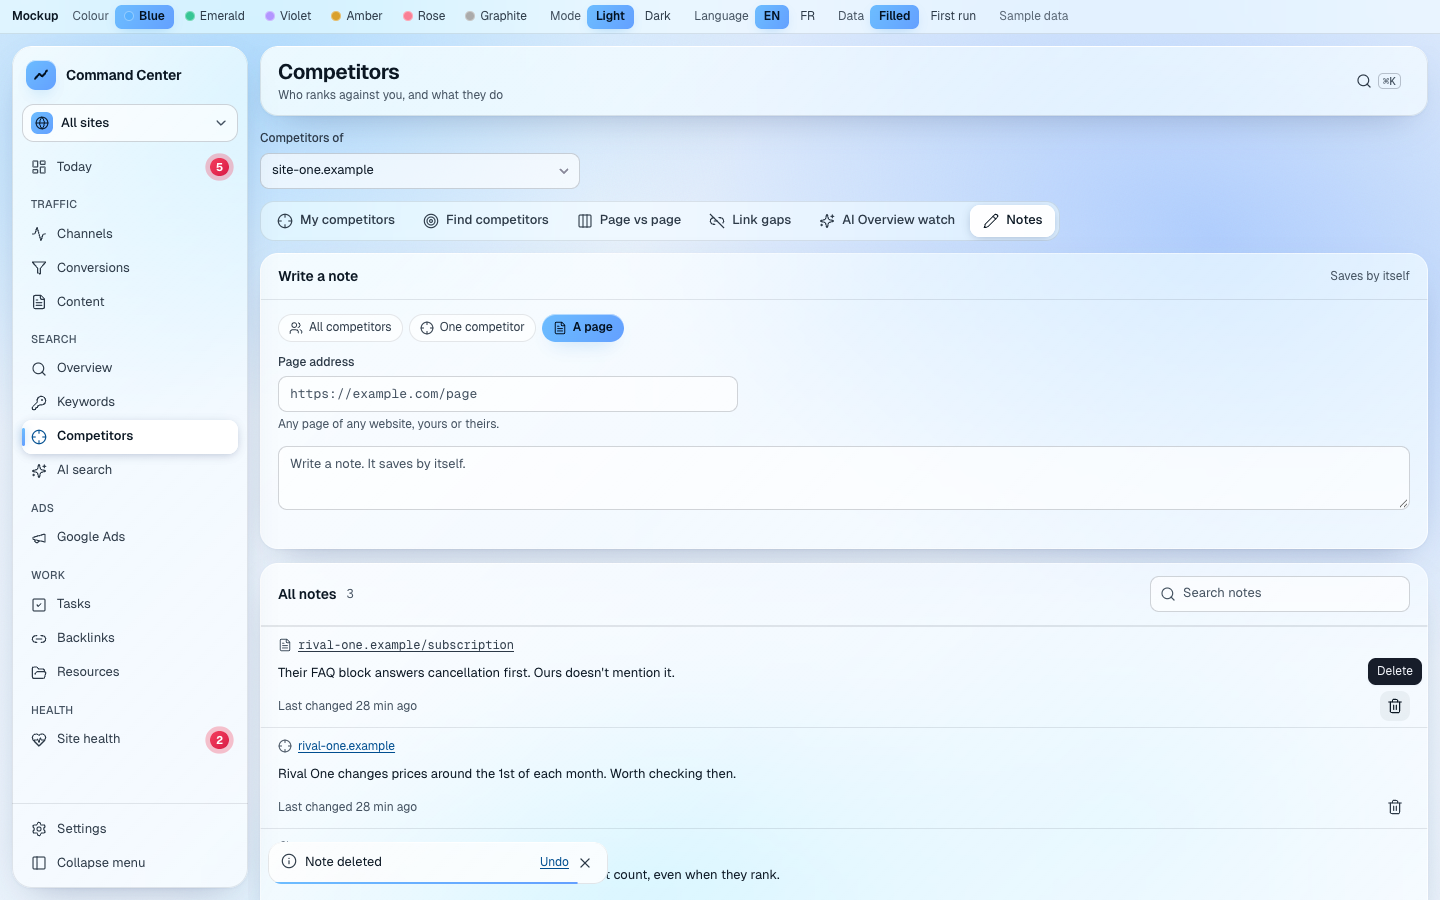 Mockup Colour Blue Emerald Violet Amber Rose Graphite Mode Light Dark Language EN FR Data Filled First run Sample data
Command Center
All sites
Today 5
TRAFFIC
Channels
Conversions
Content
SEARCH
Overview
Keywords
Competitors
AI search
ADS
Google Ads
WORK
Tasks
Backlinks
Resources
HEALTH
Site health 2
Settings
Collapse menu
Competitors
Who ranks against you, and what they do
⌘K
Competitors of
site-one.example
My competitors Find competitors Page vs page Link gaps AI Overview watch Notes
Write a note Saves by itself
All competitors One competitor A page
Page address
https://example.com/page
Any page of any website, yours or theirs.
Write a note. It saves by itself.
All notes 3 Search notes
rival-one.example/subscription
Their FAQ block answers cancellation first. Ours doesn't mention it.
Delete
Last changed 28 min ago
rival-one.example
Rival One changes prices around the 1st of each month. Worth checking then.
Last changed 28 min ago
Note deleted Undo
count, even when they rank.